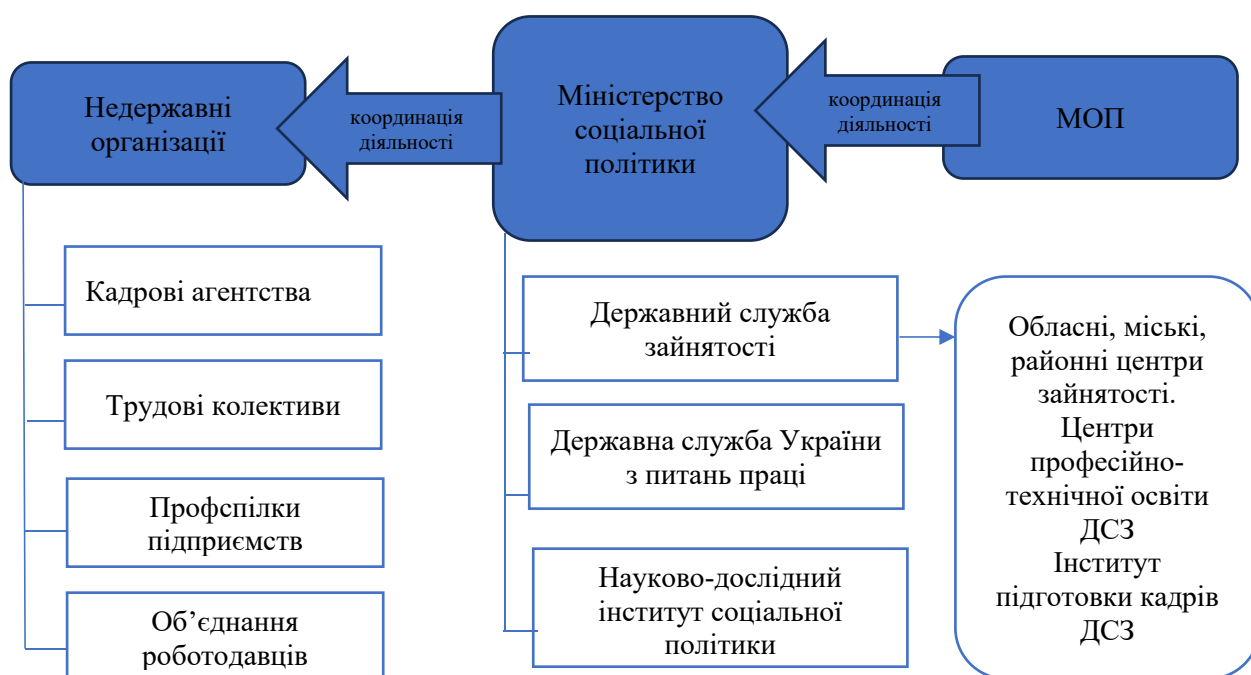 Недержавні
організації
координація
діяльності
Міністерство
соціальної
політики
координація
діяльності
МОП
Кадрові агентства
Трудові колективи
Профспілки
підприємств
Об’єднання
роботодавців
Державний служба
зайнятості
Державна служба України
з питань праці
Науково-дослідний
інститут соціальної
політики
Обласні, міські,
районні центри
зайнятості.
Центри
професійно-
технічної освіти
ДСЗ
Інститут
підготовки кадрів
ДСЗ